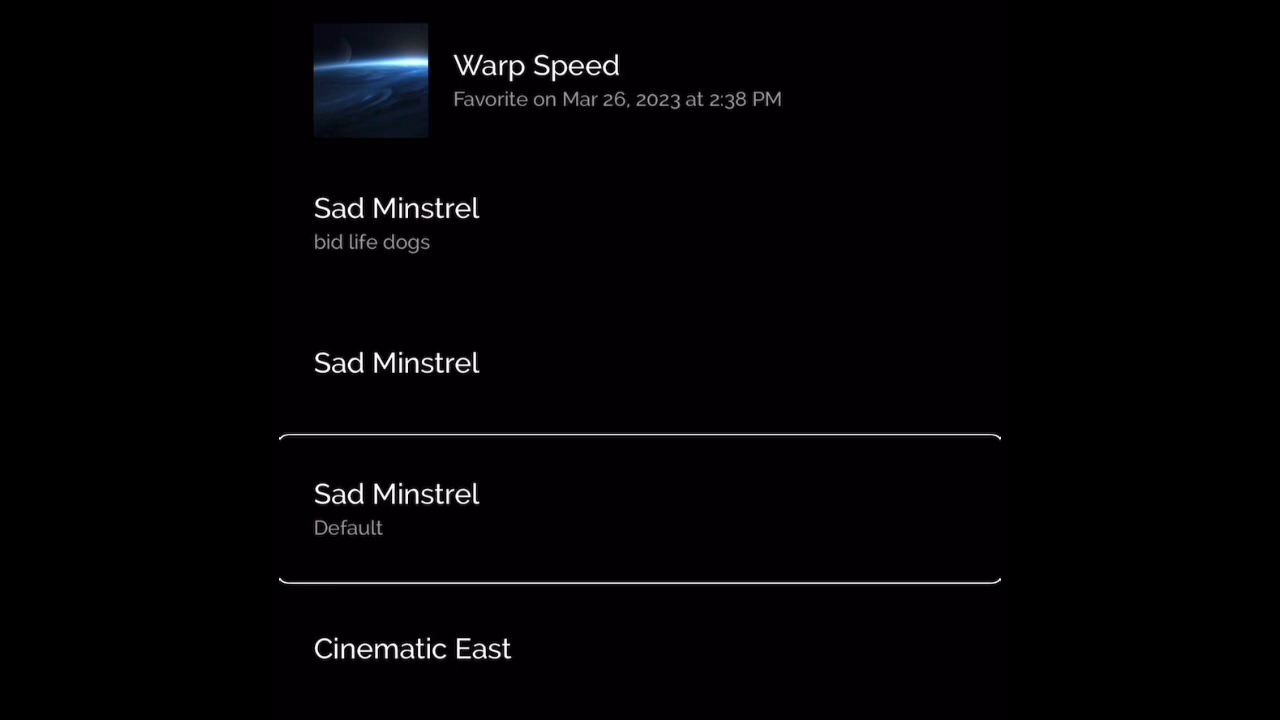 Warp Speed
Favorite on Mar 26, 2023 at 2:38 PM
Sad Minstrel
bid life dogs
Sad Minstrel
Sad Minstrel
Default
Cinematic East